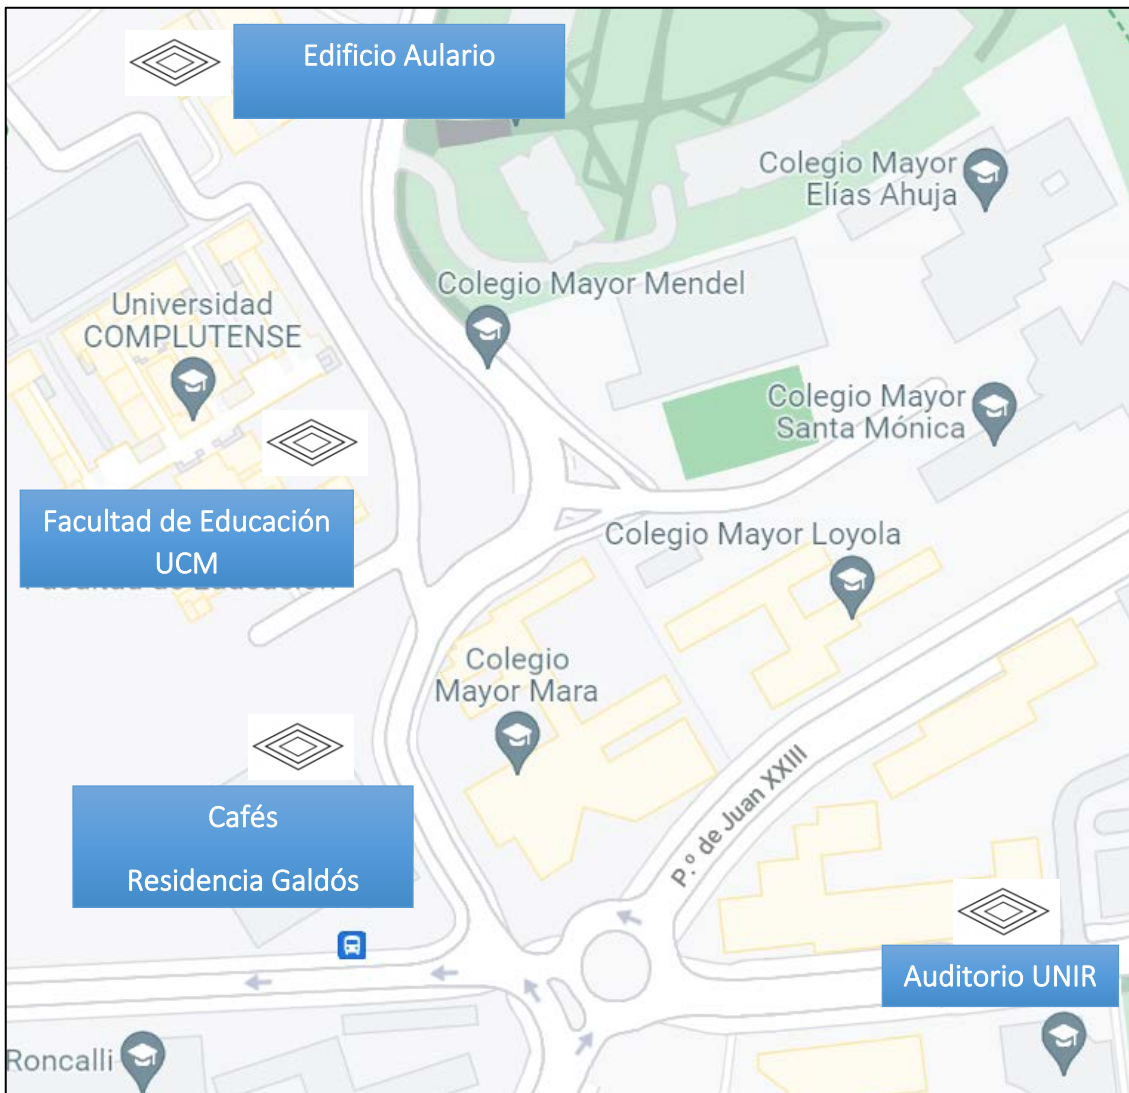 Edificio Aulario
Colegio Mayor
Elías Ahuja
Colegio Mayor Mendel
Universidad
COMPLUTENSE
Colegio Mayor
Santa Mónica
Facultad de Educación
UCM
Colegio Mayor Loyola
Colegio
Mayor Mara
P.º de Juan XXIII
Cafés
Residencia Galdós
Auditorio UNIR
Roncalli